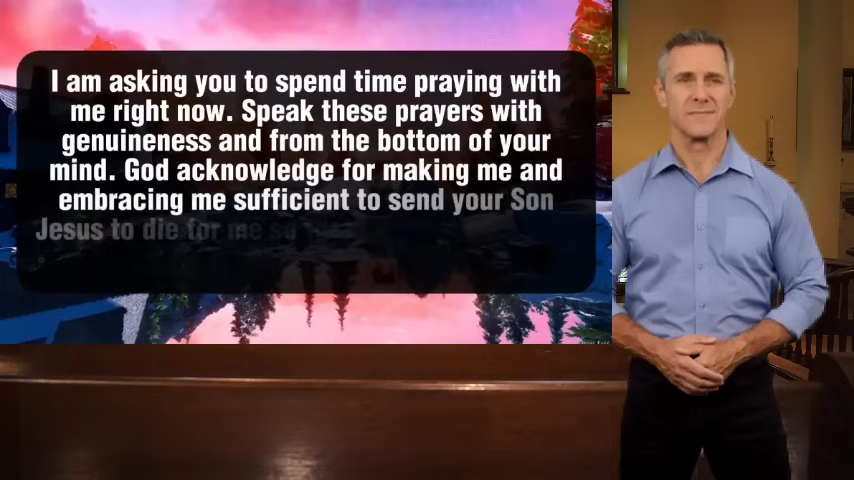 I am asking you to spend time praying with
me right now. Speak these prayers with
genuineness and from the bottom of your
mind. God acknowledge for making me and
embracing me sufficient to send your Son
Jesus to die for me so